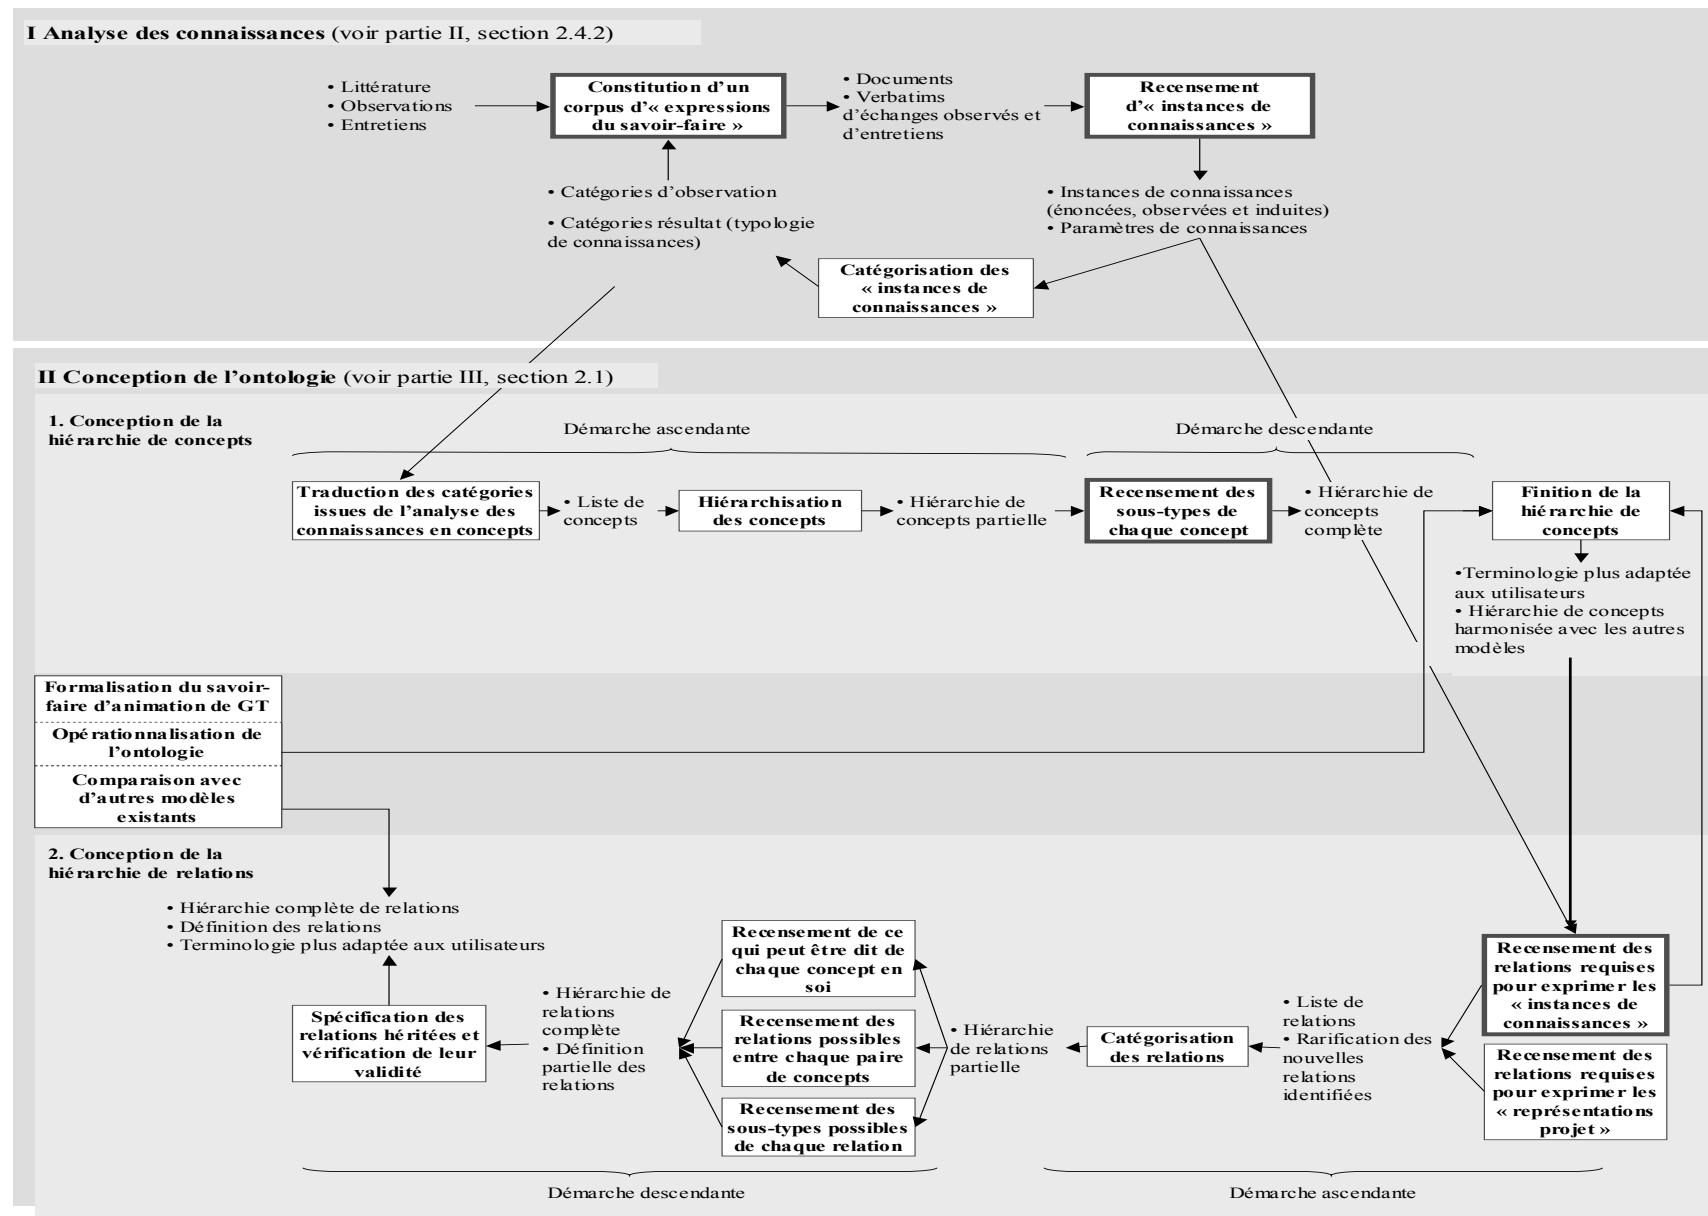 I Analyse des connaissances (voir partie II, section 2.4.2)
• Littérature
• Observations
• Entretiens
Constitution d’un
corpus d’« expressions
du savoir-faire »
• Documents
• Verbatims
d’échanges observés et
d’entretiens
Recensement
d’« instances de
connaissances »
• Catégories d’observation
• Catégories résultat (typologie
de connaissances)
• Instances de connaissances
(énoncées, observées et induites)
• Paramètres de connaissances
Catégorisation des
« instances de
connaissances »
II Conception de l’ontologie (voir partie III, section 2.1)
1. Conception de la
hiérarchie de concepts
Démarche ascendante
Démarche descendante
Traduction des catégories
issues de l’analyse des
connaissances en concepts
• Liste de
concepts
Hiérarchisation
des concepts
• Hiérarchie de
concepts partielle
Recensement des
sous-types de
chaque concept
• Hiérarchie de
concepts
complète
Finition de la
hiérarchie de
concepts
•Terminologie plus adaptée
aux utilisateurs
• Hiérarchie de concepts
harmonisée avec les autres
modèles
Formalisation du savoir-
faire d’animation de GT
Opérationnalisation de
l’ontologie
Comparaison avec
d’autres modèles
existants
2. Conception de la
hiérarchie de relations
• Hiérarchie complète de relations
• Définition des relations
• Terminologie plus adaptée aux utilisateurs
Spécification des
relations héritées et
vérification de leur
validité
• Hiérarchie de
relations
complète
• Définition
partielle des
relations
Recensement de ce
qui peut être dit de
chaque concept en
soi
Recensement des
relations possibles
entre chaque paire
de concepts
Recensement des
sous-types possibles
de chaque relation
• Hiérarchie
de relations
partielle
Catégorisation
des relations
• Liste de
relations
• Rarification des
nouvelles
relations
identifiées
Recensement des
relations requises
pour exprimer les
« instances de
connaissances »
Recensement des
relations requises
pour exprimer les
« représentations
projet »
Démarche descendante
Démarche ascendante